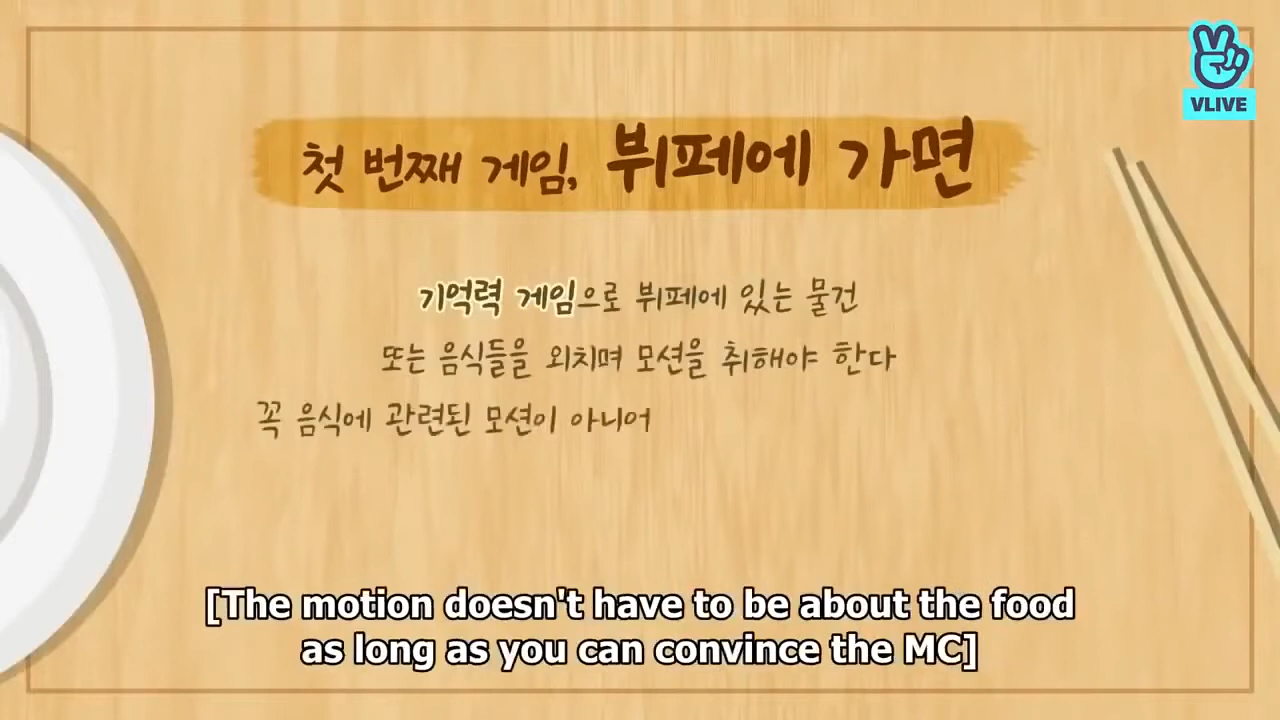 VLIVE
첫 번째 게임, 뷔페에 가면
기억력 게임으로 뷔페에 있는 물건
또는 음식들을 외치며 모션을 취해야 한다
꼭 음식에 관련된 모션이 아니어
[The motion doesn't have to be about the food
as long as you can convince the MC]